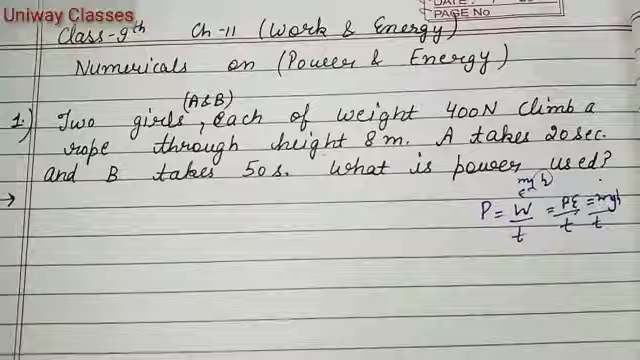 Uniway Classes
DATE:
PAGE No
Class-9th Ch-11 (Work & Energy)
Numericals on (Power & Energy)
(A&B)
1.) Two girls, each of weight 400N climb a
rope through height 8m. A takes 20sec.
and B takes 50s. What is power used?
→
P = W/t = PE/t = mgh/t